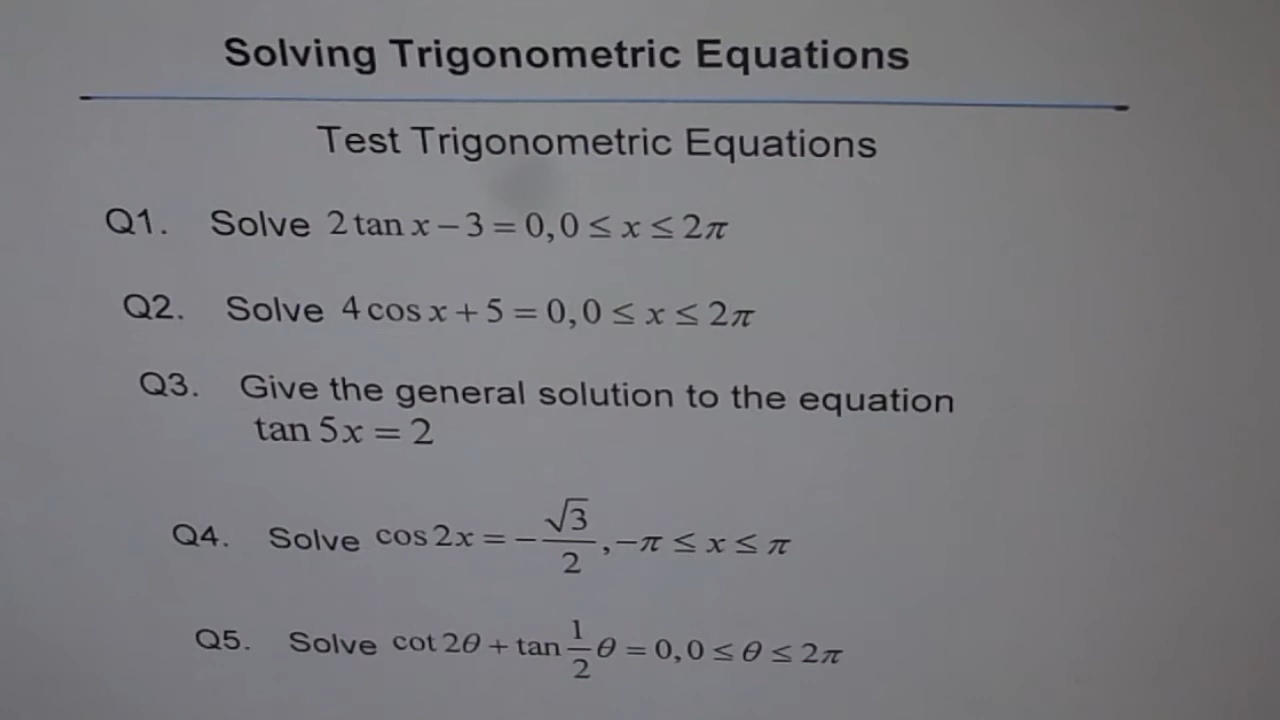 Solving Trigonometric Equations
Test Trigonometric Equations
Q1. Solve 2 tan x − 3 = 0, 0 ≤ x ≤ 2π
Q2. Solve 4 cos x + 5 = 0, 0 ≤ x ≤ 2π
Q3. Give the general solution to the equation
tan 5x = 2
Q4. Solve cos 2x = −√3/2, −π ≤ x ≤ π
Q5. Solve cot 2θ + tan 1/2 θ = 0, 0 ≤ θ ≤ 2π